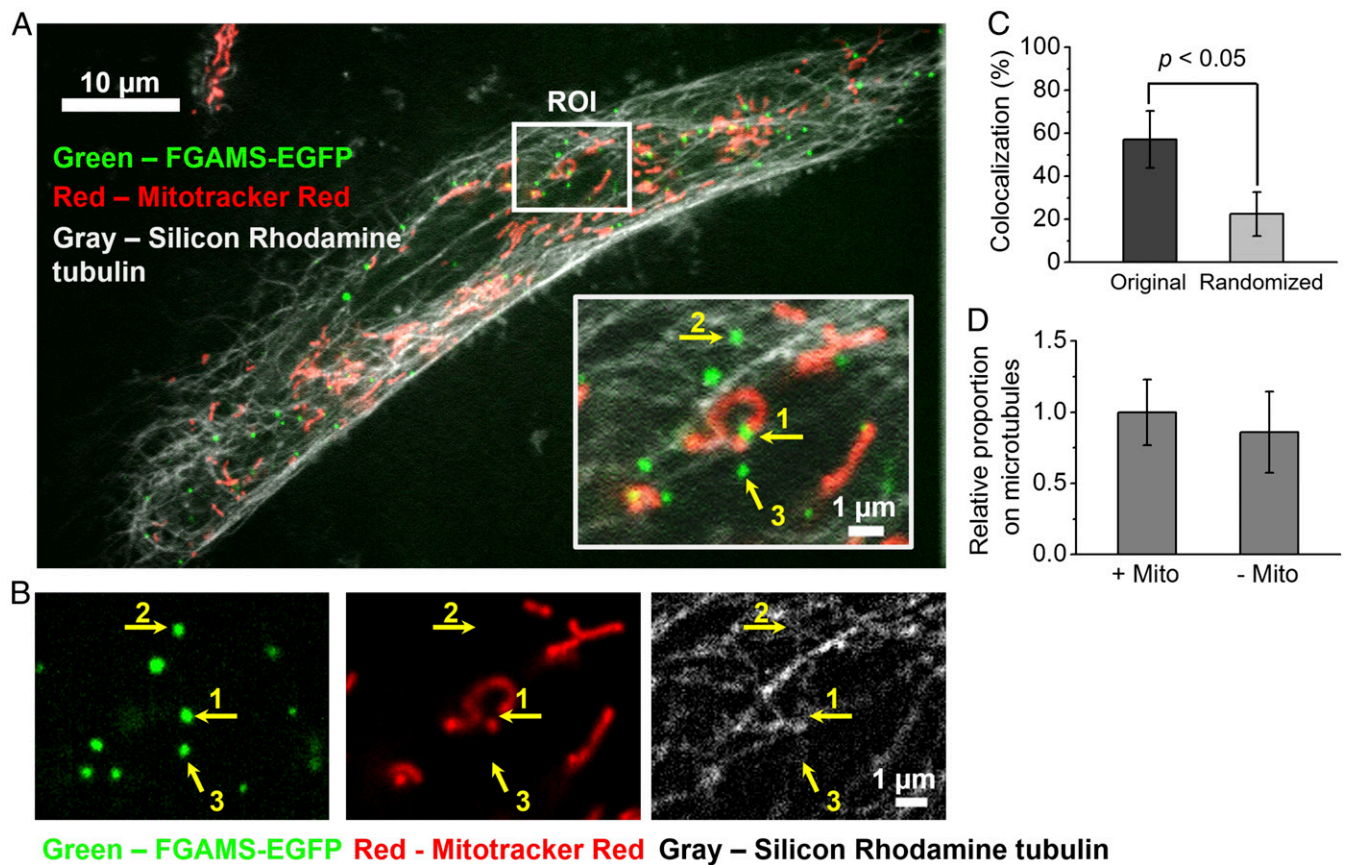 A
10 µm
ROI
Green – FGAMS-EGFP
Red – Mitotracker Red
Gray – Silicon Rhodamine
tubulin
2
1
3
1 µm
B
2
1
3
2
1
3
2
1
3
1 µm
Green – FGAMS-EGFP Red - Mitotracker Red Gray – Silicon Rhodamine tubulin
C
Colocalization (%)
100
80
60
40
20
0
p < 0.05
Original Randomized
D
Relative proportion
on microtubules
1.5
1.0
0.5
0.0
+ Mito - Mito